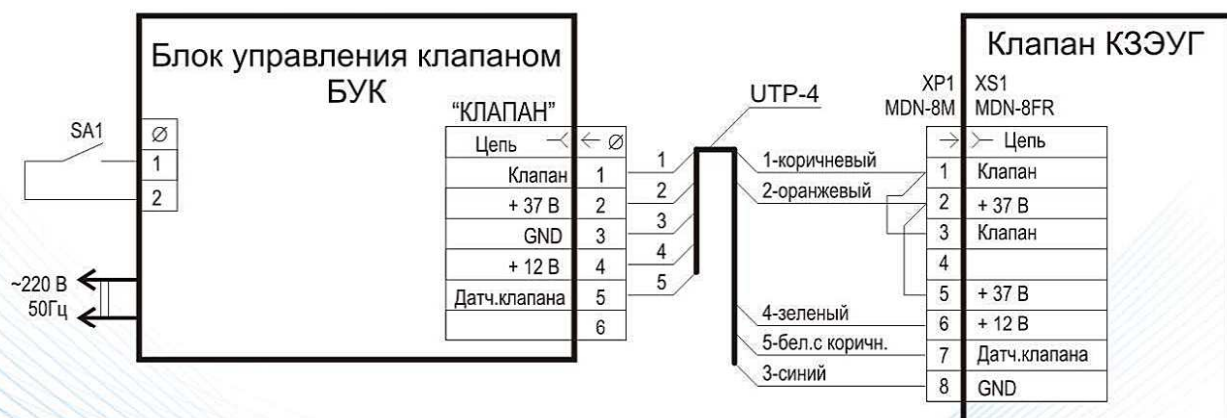 Блок управления клапаном
БУК
Клапан КЗЭУГ
XP1 XS1
MDN-8M MDN-8FR
UTP-4
SA1
Ø
1
2
~220 В
50Гц
"КЛАПАН"
Цепь Ø
Клапан 1
+ 37 В 2
GND 3
+ 12 В 4
Датч.клапана 5
6
1
2
3
4
5
1-коричневый
2-оранжевый
4-зеленый
5-бел.с коричн.
3-синий
Цепь
1 Клапан
2 + 37 В
3 Клапан
4
5 + 37 В
6 + 12 В
7 Датч.клапана
8 GND